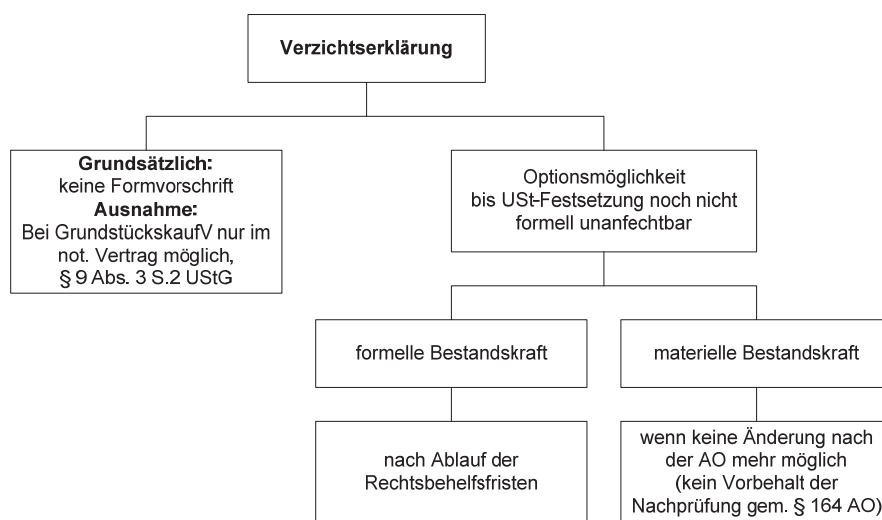 Verzichtserklärung
Grundsätzlich:
keine Formvorschrift
Ausnahme:
Bei GrundstückskaufV nur im
not. Vertrag möglich,
§ 9 Abs. 3 S.2 UStG
Optionsmöglichkeit
bis USt-Festsetzung noch nicht
formell unanfechtbar
formelle Bestandskraft
materielle Bestandskraft
nach Ablauf der
Rechtsbehelfsfristen
wenn keine Änderung nach
der AO mehr möglich
(kein Vorbehalt der
Nachprüfung gem. § 164 AO)